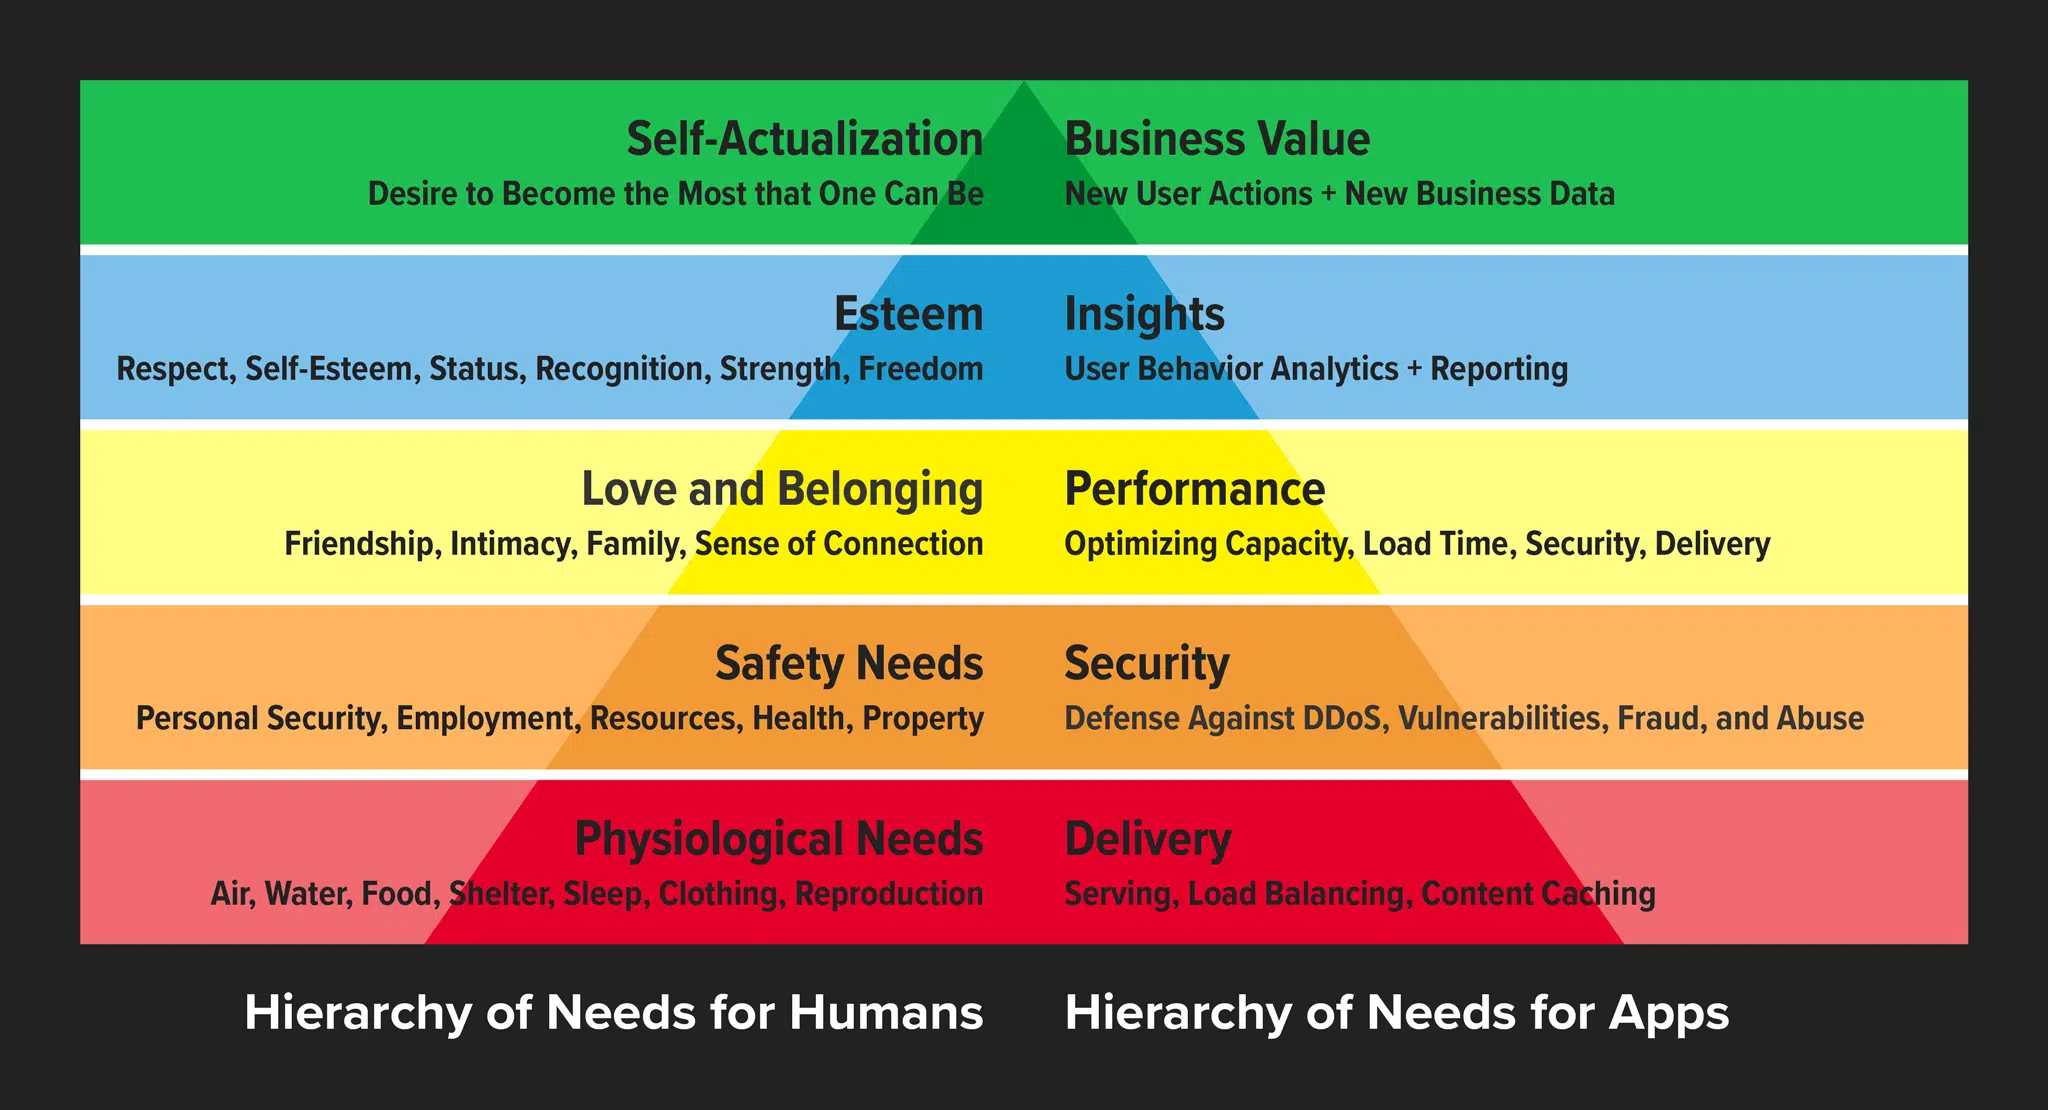 Self-Actualization
Desire to Become the Most that One Can Be
Business Value
New User Actions + New Business Data
Esteem
Respect, Self-Esteem, Status, Recognition, Strength, Freedom
Insights
User Behavior Analytics + Reporting
Love and Belonging
Friendship, Intimacy, Family, Sense of Connection
Performance
Optimizing Capacity, Load Time, Security, Delivery
Safety Needs
Personal Security, Employment, Resources, Health, Property
Security
Defense Against DDoS, Vulnerabilities, Fraud, and Abuse
Physiological Needs
Air, Water, Food, Shelter, Sleep, Clothing, Reproduction
Delivery
Serving, Load Balancing, Content Caching
Hierarchy of Needs for Humans
Hierarchy of Needs for Apps